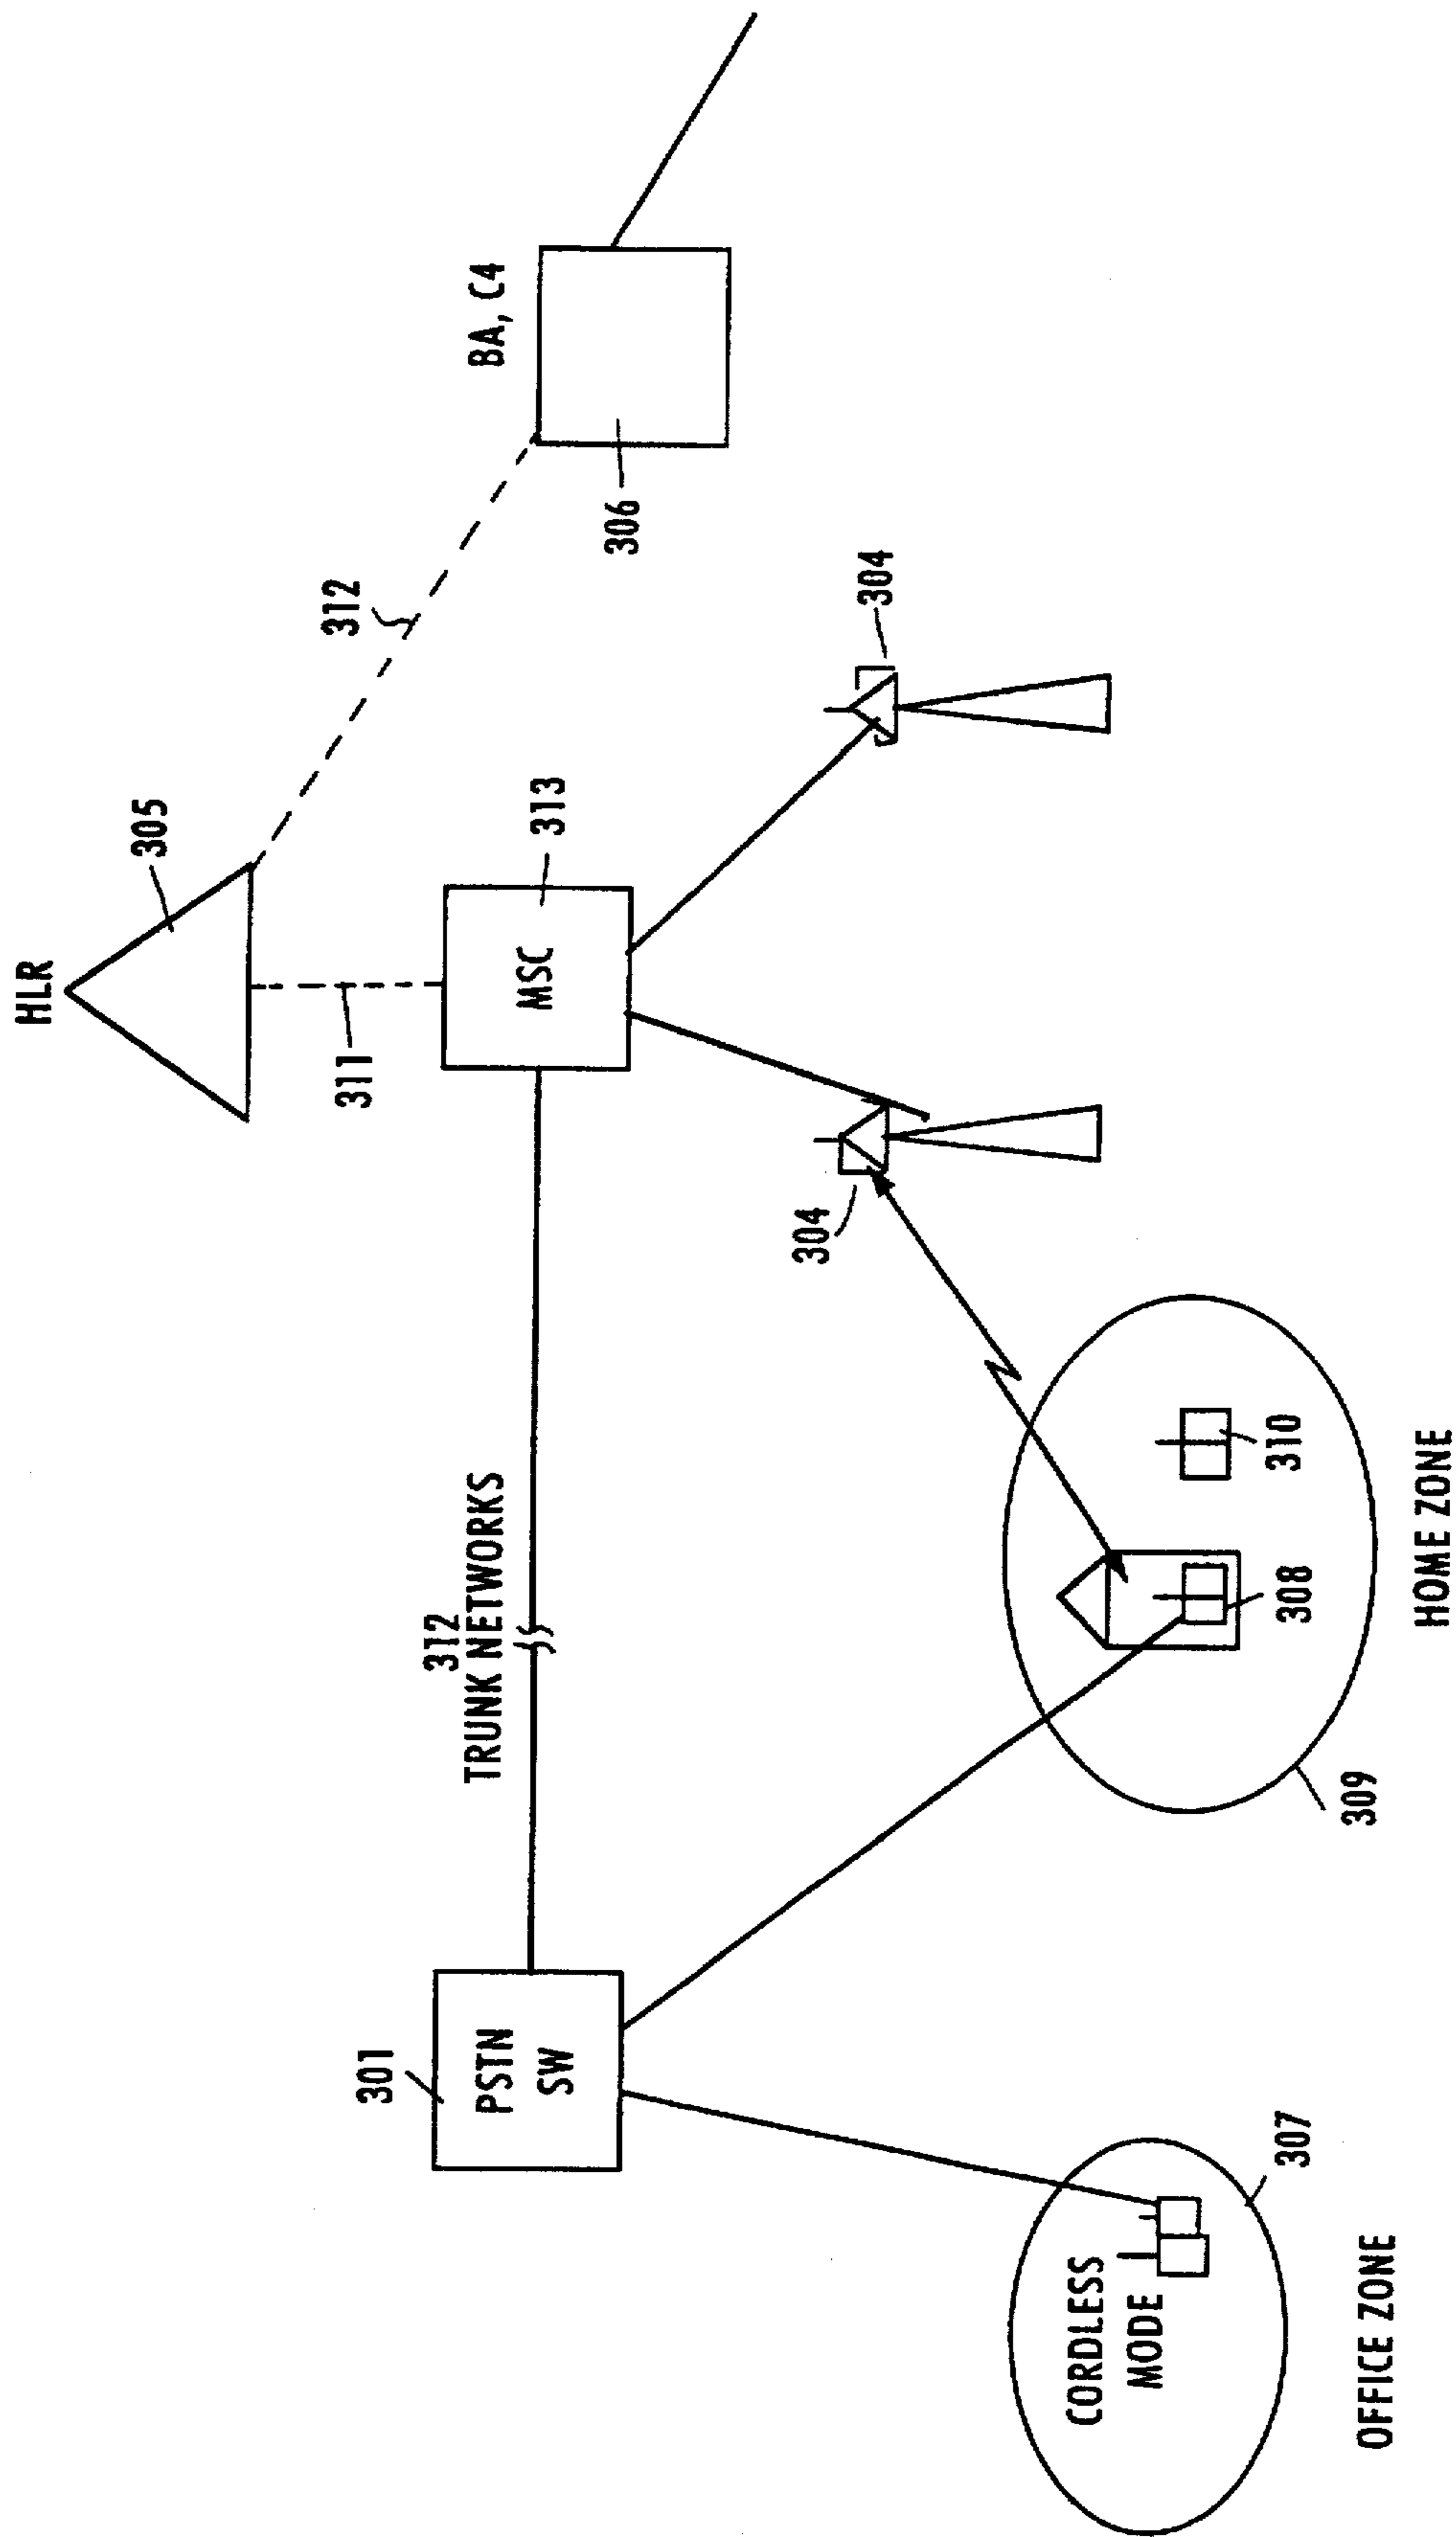 HLR
305
312
BA, C4
306
311
MSC
313
304
304
312
TRUNK NETWORKS
301
PSTN
SW
CORDLESS
MODE
307
OFFICE ZONE
308
310
309
HOME ZONE